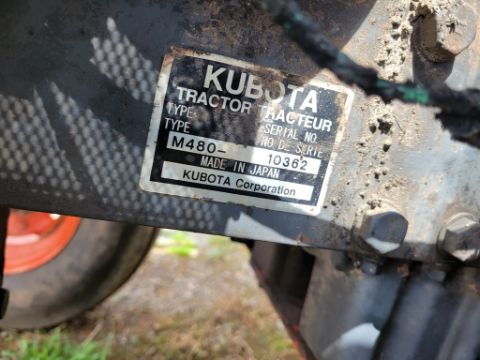 KUBOTA
TRACTOR TRACTEUR
TYPE SERIAL NO.
TYPE NO DE SERIE
M480- 10362
MADE IN JAPAN
KUBOTA Corporation